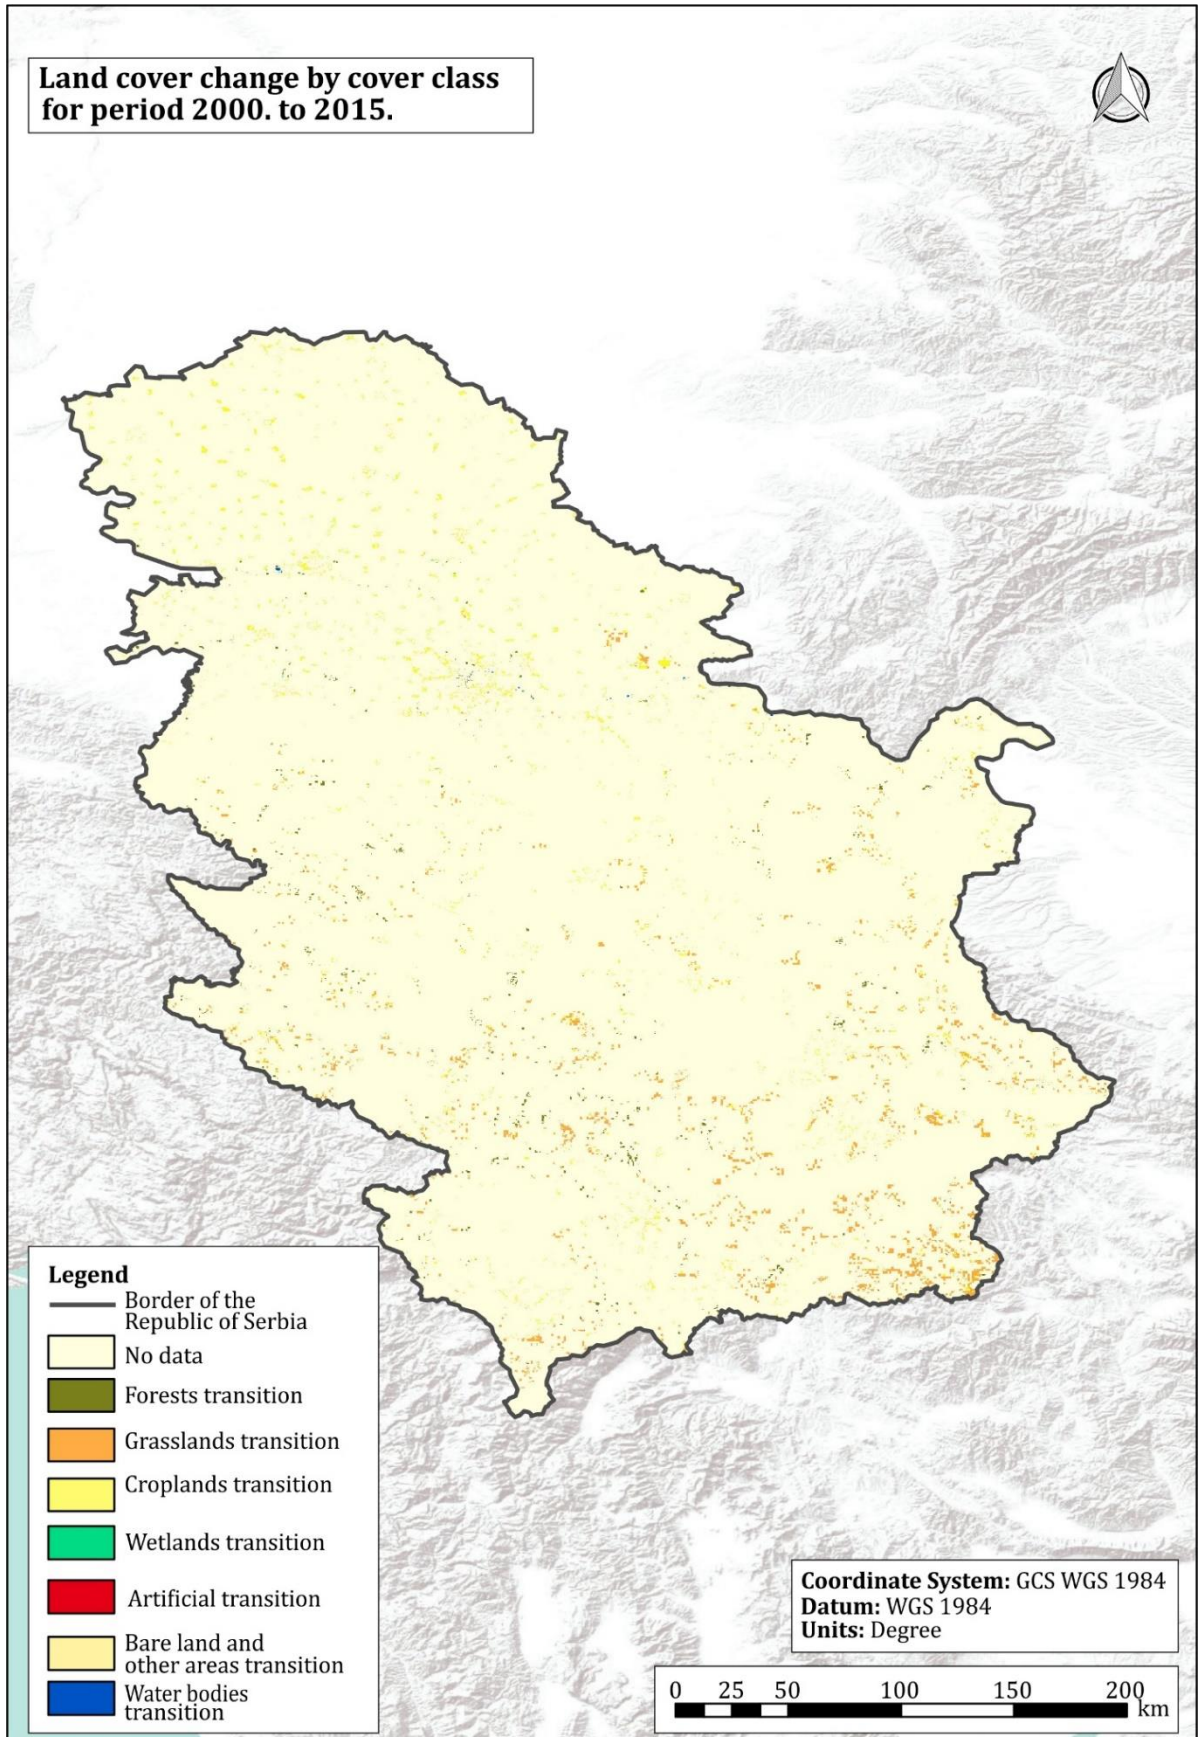 Land cover change by cover class
for period 2000. to 2015.
Legend
Border of the
Republic of Serbia
No data
Forests transition
Grasslands transition
Croplands transition
Wetlands transition
Artificial transition
Bare land and
other areas transition
Water bodies
transition
Coordinate System: GCS WGS 1984
Datum: WGS 1984
Units: Degree
0 25 50 100 150 200
km